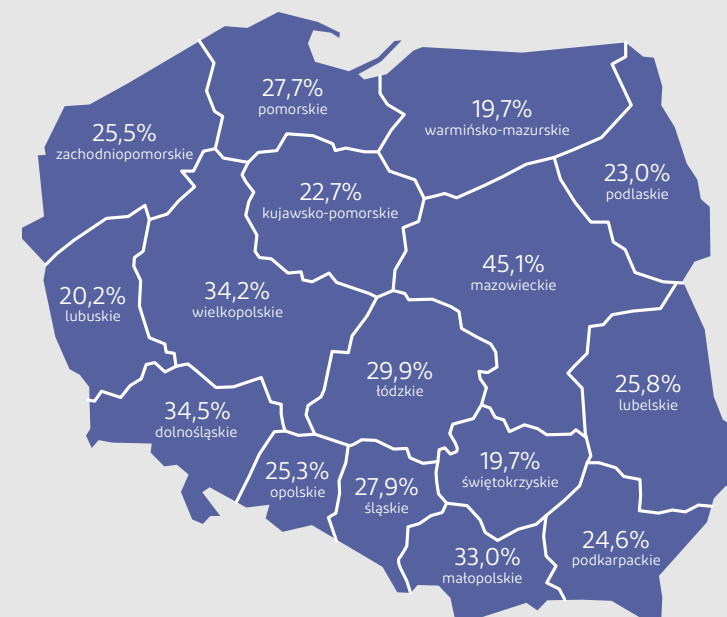 27,7%
pomorskie
19,7%
warmińsko-mazurskie
25,5%
zachodniopomorskie
23,0%
podlaskie
22,7%
kujawsko-pomorskie
45,1%
mazowieckie
20,2%
lubuskie
34,2%
wielkopolskie
29,9%
łódzkie
25,8%
lubelskie
34,5%
dolnośląskie
25,3%
opolskie
27,9%
śląskie
19,7%
świętokrzyskie
33,0%
małopolskie
24,6%
podkarpackie